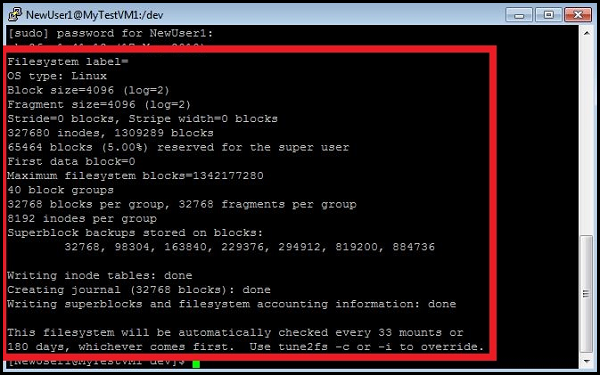 NewUser1@MyTestVM1:/dev
[sudo] password for NewUser1:
Filesystem label=
OS type: Linux
Block size=4096 (log=2)
Fragment size=4096 (log=2)
Stride=0 blocks, Stripe width=0 blocks
327680 inodes, 1309289 blocks
65464 blocks (5.00%) reserved for the super user
First data block=0
Maximum filesystem blocks=1342177280
40 block groups
32768 blocks per group, 32768 fragments per group
8192 inodes per group
Superblock backups stored on blocks:
32768, 98304, 163840, 229376, 294912, 819200, 884736
Writing inode tables: done
Creating journal (32768 blocks): done
Writing superblocks and filesystem accounting information: done
This filesystem will be automatically checked every 33 mounts or
180 days, whichever comes first.  Use tune2fs -c or -i to override.
[NewUser1@MyTestVM1 dev]$